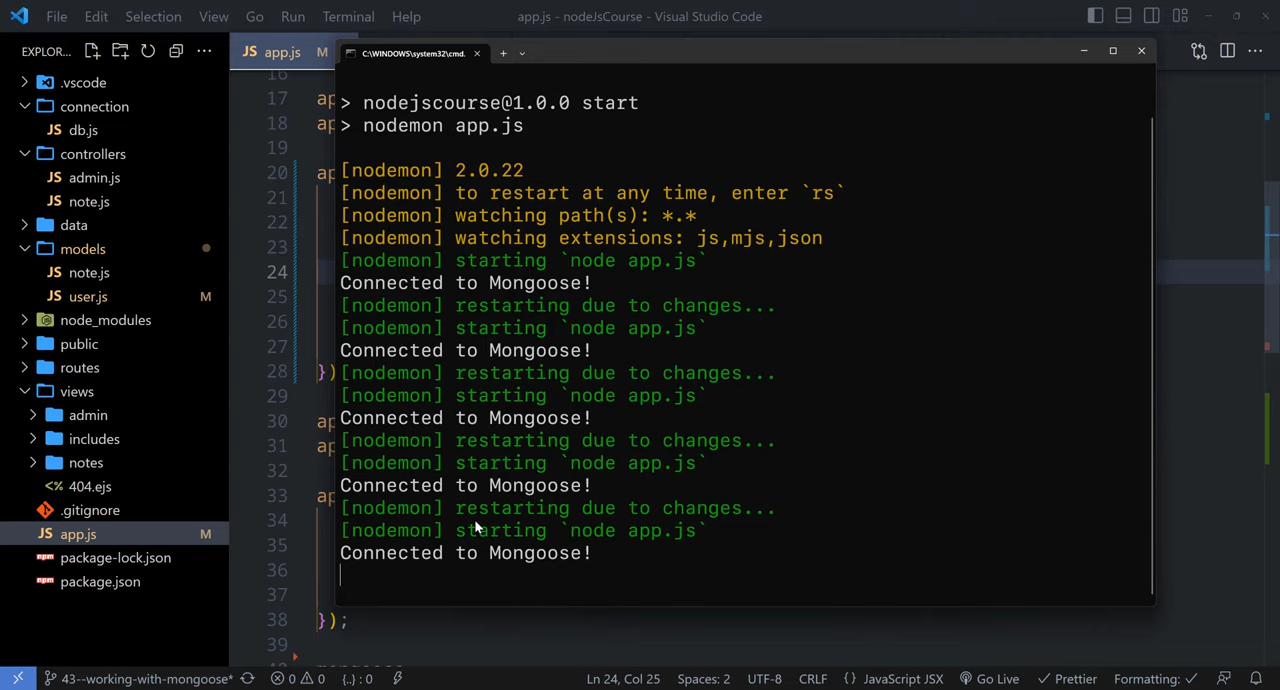 File Edit Selection View Go Run Terminal Help
app.js - nodeJsCourse - Visual Studio Code
EXPLOR...
.vscode
connection
JS db.js
controllers
JS admin.js
JS note.js
data
models
JS note.js
JS user.js M
node_modules
public
routes
views
admin
includes
notes
<%> 404.ejs
.gitignore
JS app.js M
npm package-lock.json
npm package.json
JS app.js M
16
17 ap
18 ap
19
20 ap
21
22
23
24
25
26
27
28 })
29
30 ap
31 ap
32
33 ap
34
35
36
37
38 });
39
C:\WINDOWS\system32\cmd.
> nodejscourse@1.0.0 start
> nodemon app.js
[nodemon] 2.0.22
[nodemon] to restart at any time, enter `rs`
[nodemon] watching path(s): *.*
[nodemon] watching extensions: js,mjs,json
[nodemon] starting `node app.js`
Connected to Mongoose!
[nodemon] restarting due to changes...
[nodemon] starting `node app.js`
Connected to Mongoose!
[nodemon] restarting due to changes...
[nodemon] starting `node app.js`
Connected to Mongoose!
[nodemon] restarting due to changes...
[nodemon] starting `node app.js`
Connected to Mongoose!
[nodemon] restarting due to changes...
[nodemon] starting `node app.js`
Connected to Mongoose!
43--working-with-mongoose* 0 0 {..} : 0 Ln 24, Col 25 Spaces: 2 UTF-8 CRLF {} JavaScript JSX Go Live Prettier Formatting: